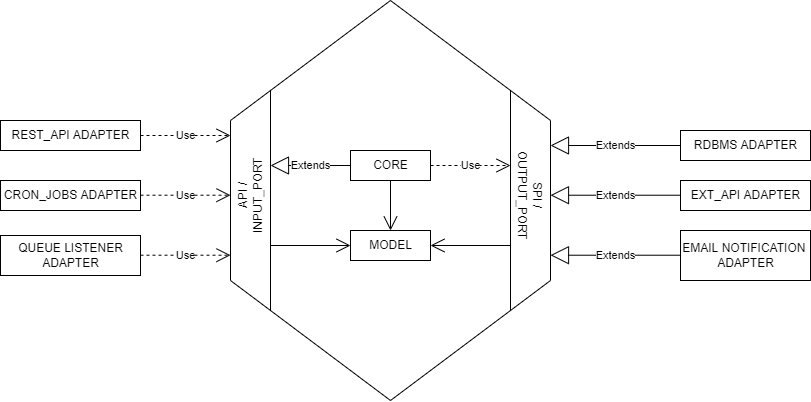 REST_API ADAPTER
Use
CRON_JOBS ADAPTER
Use
QUEUE LISTENER
ADAPTER
Use
API /
INPUT_PORT
Extends
CORE
Use
MODEL
SPI /
OUTPUT_PORT
Extends
RDBMS ADAPTER
Extends
EXT_API ADAPTER
Extends
EMAIL NOTIFICATION
ADAPTER